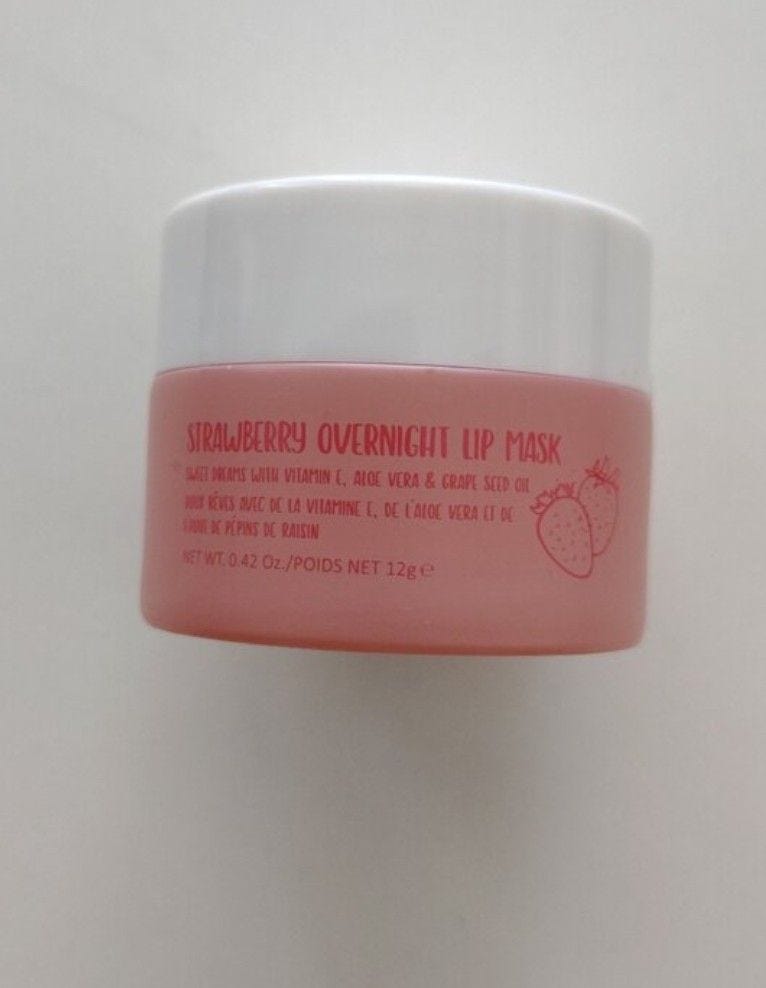 STRAWBERRY OVERNIGHT LIP MASK
SWEET DREAMS WITH VITAMIN E, ALOE VERA & GRAPE SEED OIL
DOUX RÊVES AVEC DE LA VITAMINE E, DE L'ALOE VERA ET DE
L'HUILE DE PÉPINS DE RAISIN
NET WT. 0.42 Oz./POIDS NET 12g ℮